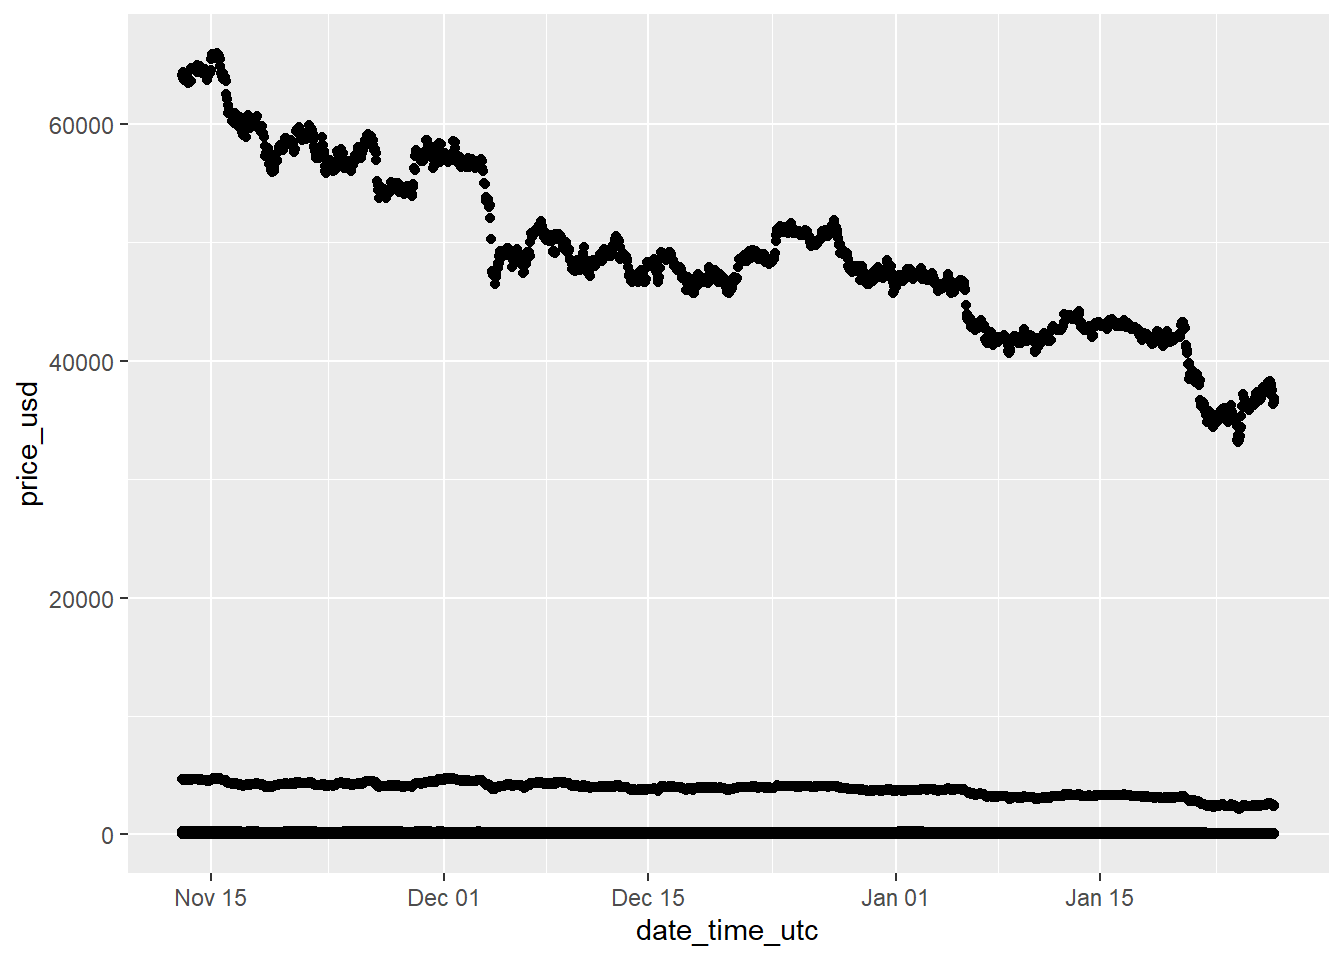 60000
40000
20000
0
price_usd
Nov 15
Dec 01
Dec 15
Jan 01
Jan 15
date_time_utc